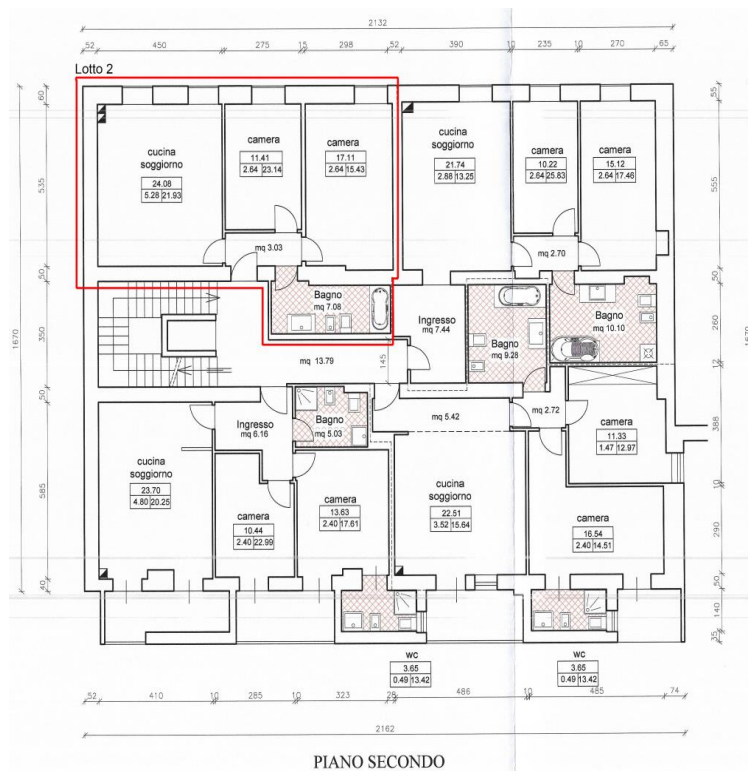 2132
52 450 10 275 15 298 52 390 10 235 10 270 65
Lotto 2
60
535
50
350
50
585
40
1670
55
555
50
260
12
388
10
290
50
140
35
1670
cucina
soggiorno
24.08
5.28 21.93
camera
11.41
2.64 23.14
camera
17.11
2.64 15.43
cucina
soggiorno
21.74
2.88 13.25
camera
10.22
2.64 25.83
camera
15.12
2.64 17.46
mq 3.03
mq 2.70
Bagno
mq 7.08
Ingresso
mq 7.44
Bagno
mq 9.28
Bagno
mq 10.10
mq 13.79
145
Ingresso
mq 6.16
Bagno
mq 5.03
mq 5.42
mq 2.72
camera
11.33
1.47 12.97
cucina
soggiorno
23.70
4.80 20.25
camera
10.44
2.40 22.99
camera
13.63
2.40 17.61
cucina
soggiorno
22.51
3.52 15.64
camera
16.54
2.40 14.51
wc
3.65
0.49 13.42
wc
3.65
0.49 13.42
52 410 10 285 10 323 28 486 10 485 74
2162
PIANO SECONDO